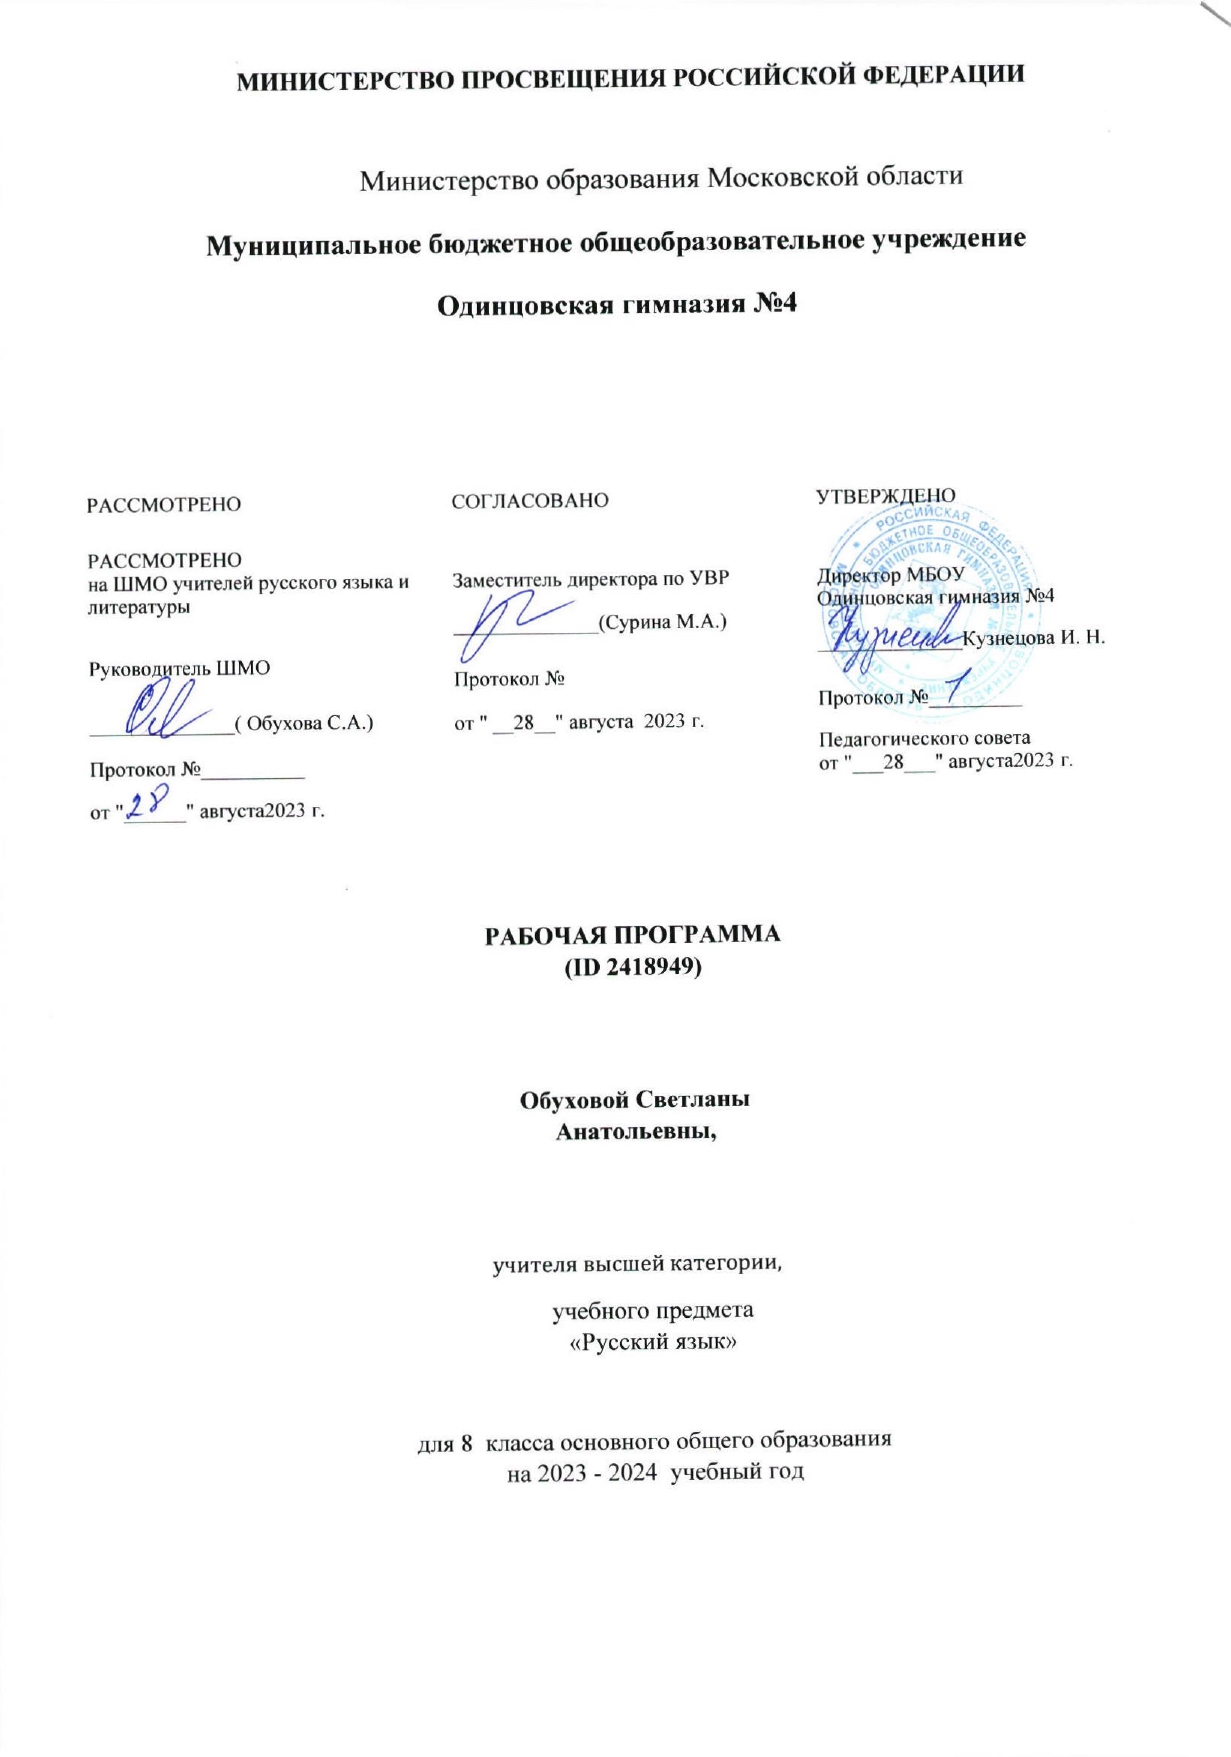 МИНИСТЕРСТВО ПРОСВЕЩЕНИЯ РОССИЙСКОЙ ФЕДЕРАЦИИ
Министерство образования Московской области
Муниципальное бюджетное общеобразовательное учреждение
Одинцовская гимназия №4
РАССМОТРЕНО
РАССМОТРЕНО
на ШМО учителей русского языка и
литературы
Руководитель ШМО
______________( Обухова С.А.)
Протокол №__________
от "28" августа2023 г.
СОГЛАСОВАНО
Заместитель директора по УВР
______________(Сурина М.А.)
Протокол №
от " __28__" августа 2023 г.
УТВЕРЖДЕНО
Директор МБОУ
Одинцовская гимназия №4
______________Кузнецова И. Н.
Протокол № 1
Педагогического совета
от "___28___" августа2023 г.
РАБОЧАЯ ПРОГРАММА
(ID 2418949)
Обуховой Светланы
Анатольевны,
учителя высшей категории,
учебного предмета
«Русский язык»
для 8 класса основного общего образования
на 2023 - 2024 учебный год